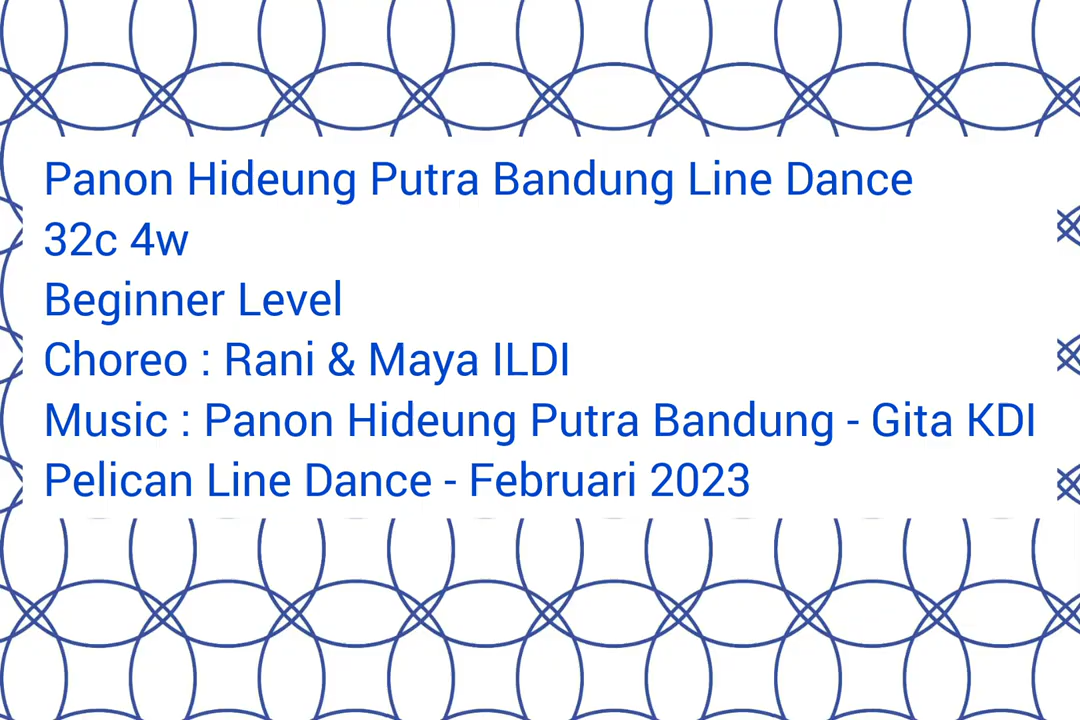 Panon Hideung Putra Bandung Line Dance
32c 4w
Beginner Level
Choreo : Rani & Maya ILDI
Music : Panon Hideung Putra Bandung - Gita KDI
Pelican Line Dance - Februari 2023